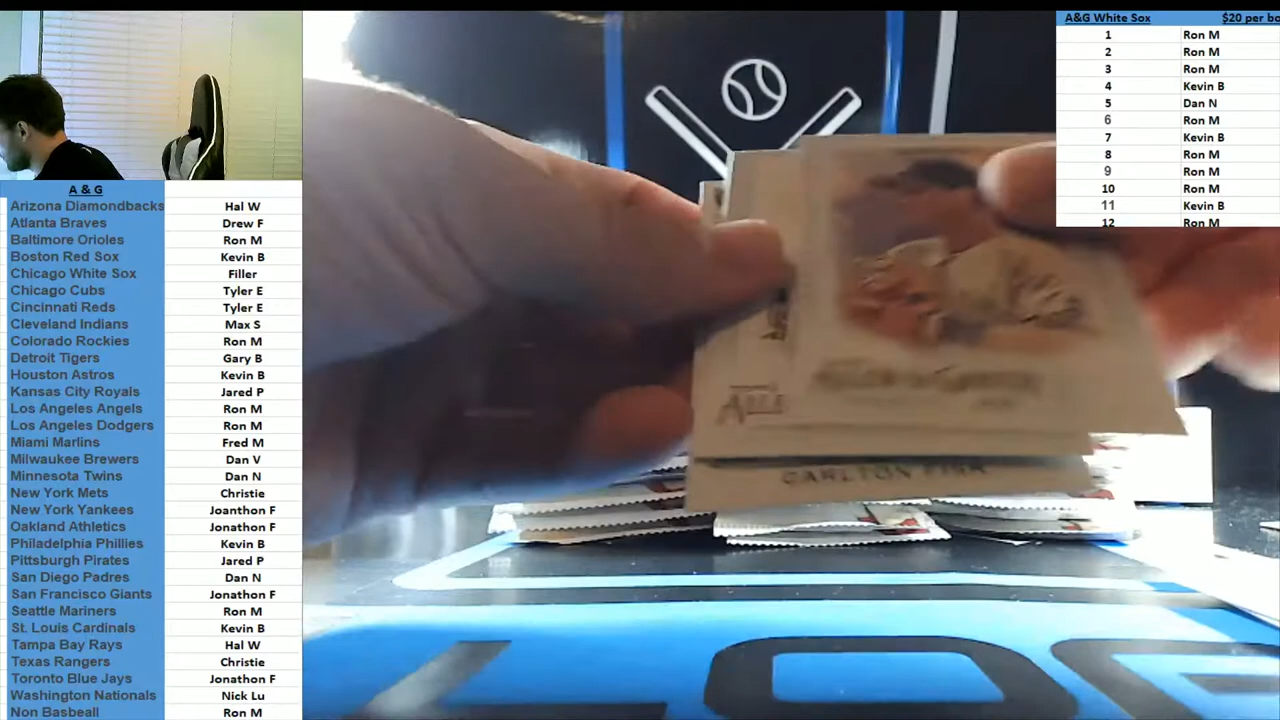 A & G
Arizona Diamondbacks Hal W
Atlanta Braves Drew F
Baltimore Orioles Ron M
Boston Red Sox Kevin B
Chicago White Sox Filler
Chicago Cubs Tyler E
Cincinnati Reds Tyler E
Cleveland Indians Max S
Colorado Rockies Ron M
Detroit Tigers Gary B
Houston Astros Kevin B
Kansas City Royals Jared P
Los Angeles Angels Ron M
Los Angeles Dodgers Ron M
Miami Marlins Fred M
Milwaukee Brewers Dan V
Minnesota Twins Dan N
New York Mets Christie
New York Yankees Joanthon F
Oakland Athletics Jonathon F
Philadelphia Phillies Kevin B
Pittsburgh Pirates Jared P
San Diego Padres Dan N
San Francisco Giants Jonathon F
Seattle Mariners Ron M
St. Louis Cardinals Kevin B
Tampa Bay Rays Hal W
Texas Rangers Christie
Toronto Blue Jays Jonathon F
Washington Nationals Nick Lu
Non Basbeall Ron M
A&G White Sox $20 per bo
1 Ron M
2 Ron M
3 Ron M
4 Kevin B
5 Dan N
6 Ron M
7 Kevin B
8 Ron M
9 Ron M
10 Ron M
11 Kevin B
12 Ron M
CARLTON FISK